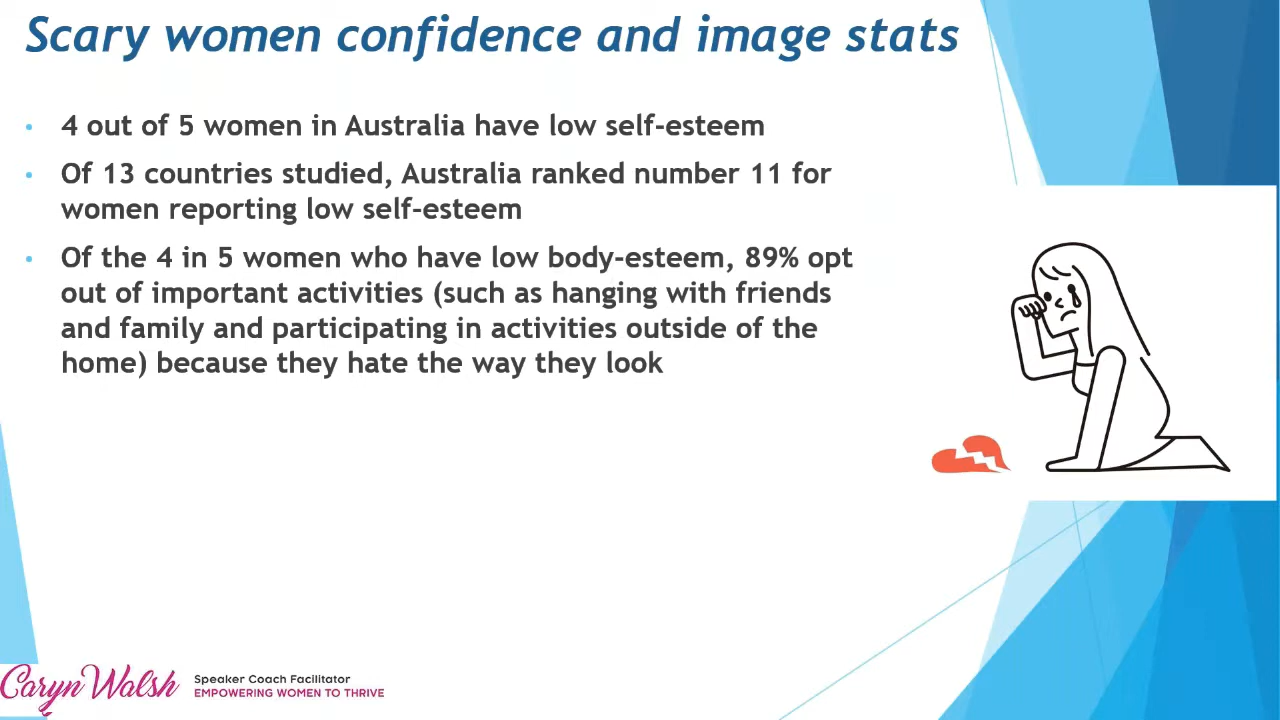 Scary women confidence and image stats
• 4 out of 5 women in Australia have low self-esteem
• Of 13 countries studied, Australia ranked number 11 for
women reporting low self-esteem
• Of the 4 in 5 women who have low body-esteem, 89% opt
out of important activities (such as hanging with friends
and family and participating in activities outside of the
home) because they hate the way they look
Caryn Walsh
Speaker Coach Facilitator
EMPOWERING WOMEN TO THRIVE